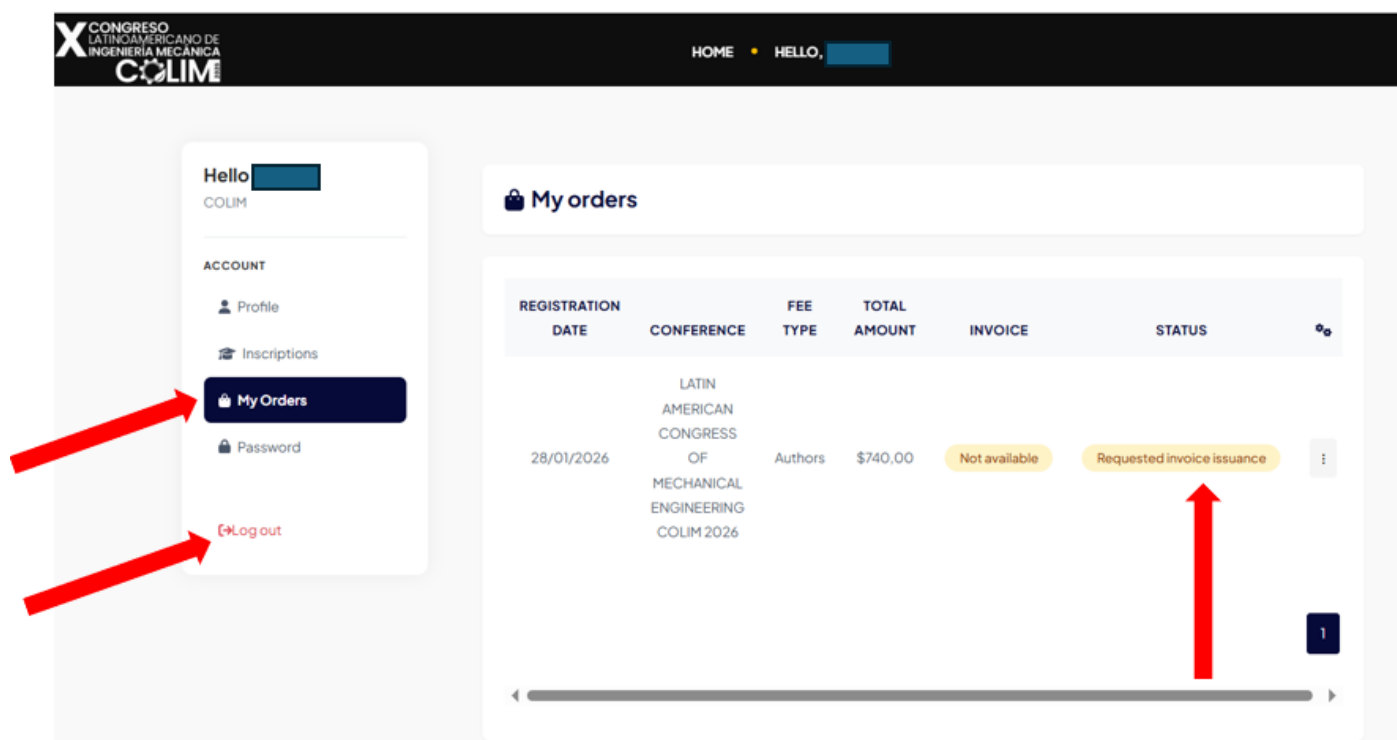 X CONGRESO
LATINOAMERICANO DE
INGENIERÍA MECÁNICA
COLIM
HOME • HELLO,
Hello
COLIM
ACCOUNT
Profile
Inscriptions
My Orders
Password
Log out
My orders
REGISTRATION
DATE
CONFERENCE
FEE
TYPE
TOTAL
AMOUNT
INVOICE
STATUS
28/01/2026
LATIN
AMERICAN
CONGRESS
OF
MECHANICAL
ENGINEERING
COLIM 2026
Authors
$740,00
Not available
Requested invoice issuance
1